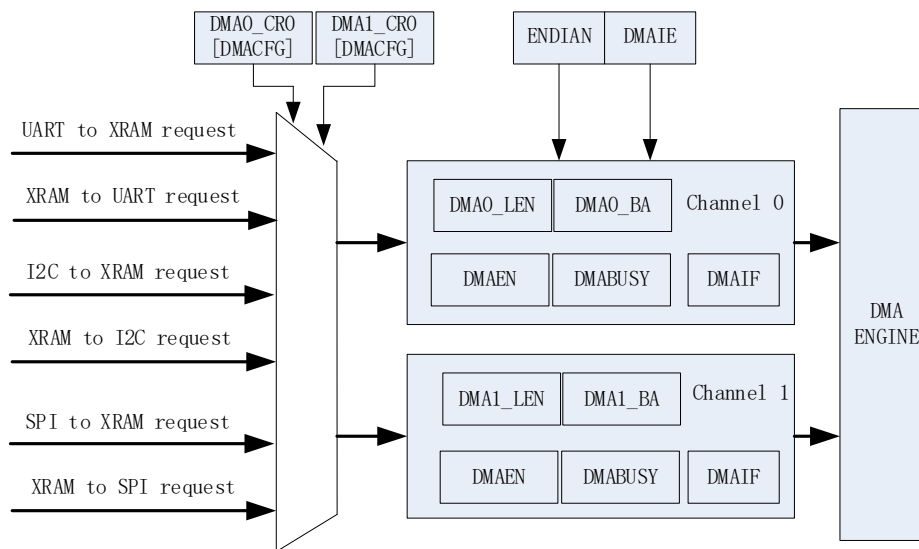 DMA0_CR0
[DMACFG]
DMA1_CR0
[DMACFG]
ENDIAN
DMAIE
UART to XRAM request
XRAM to UART request
I2C to XRAM request
XRAM to I2C request
SPI to XRAM request
XRAM to SPI request
DMA0_LEN
DMA0_BA
Channel 0
DMAEN
DMABUSY
DMAIF
DMA1_LEN
DMA1_BA
Channel 1
DMAEN
DMABUSY
DMAIF
DMA
ENGINE